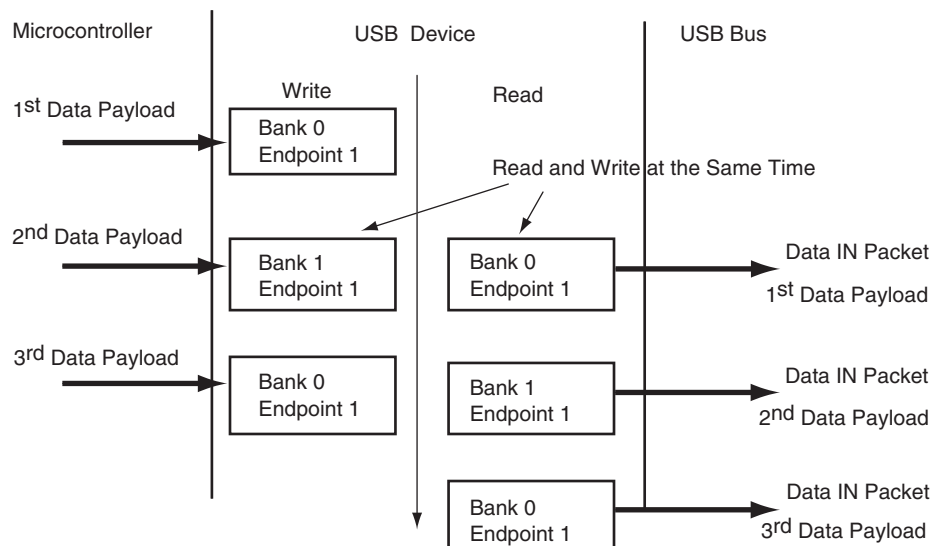 Microcontroller
USB Device
USB Bus
Write
Read
1st Data Payload
Bank 0
Endpoint 1
Read and Write at the Same Time
2nd Data Payload
Bank 1
Endpoint 1
Bank 0
Endpoint 1
Data IN Packet
1st Data Payload
3rd Data Payload
Bank 0
Endpoint 1
Bank 1
Endpoint 1
Data IN Packet
2nd Data Payload
Bank 0
Endpoint 1
Data IN Packet
3rd Data Payload